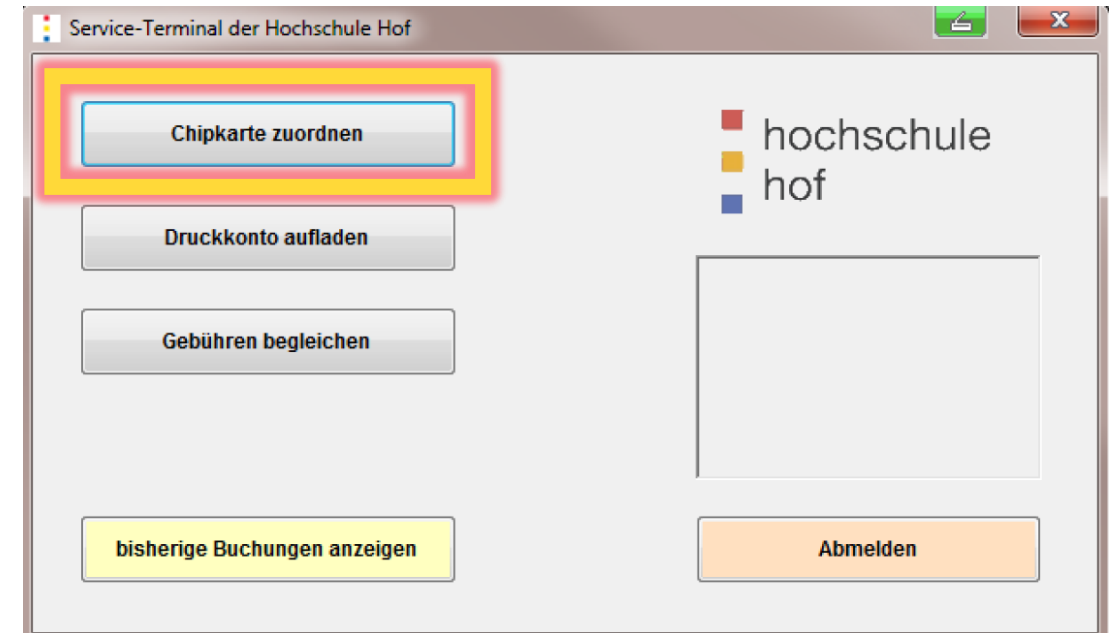 Service-Terminal der Hochschule Hof
Chipkarte zuordnen
hochschule
hof
Druckkonto aufladen
Gebühren begleichen
bisherige Buchungen anzeigen
Abmelden